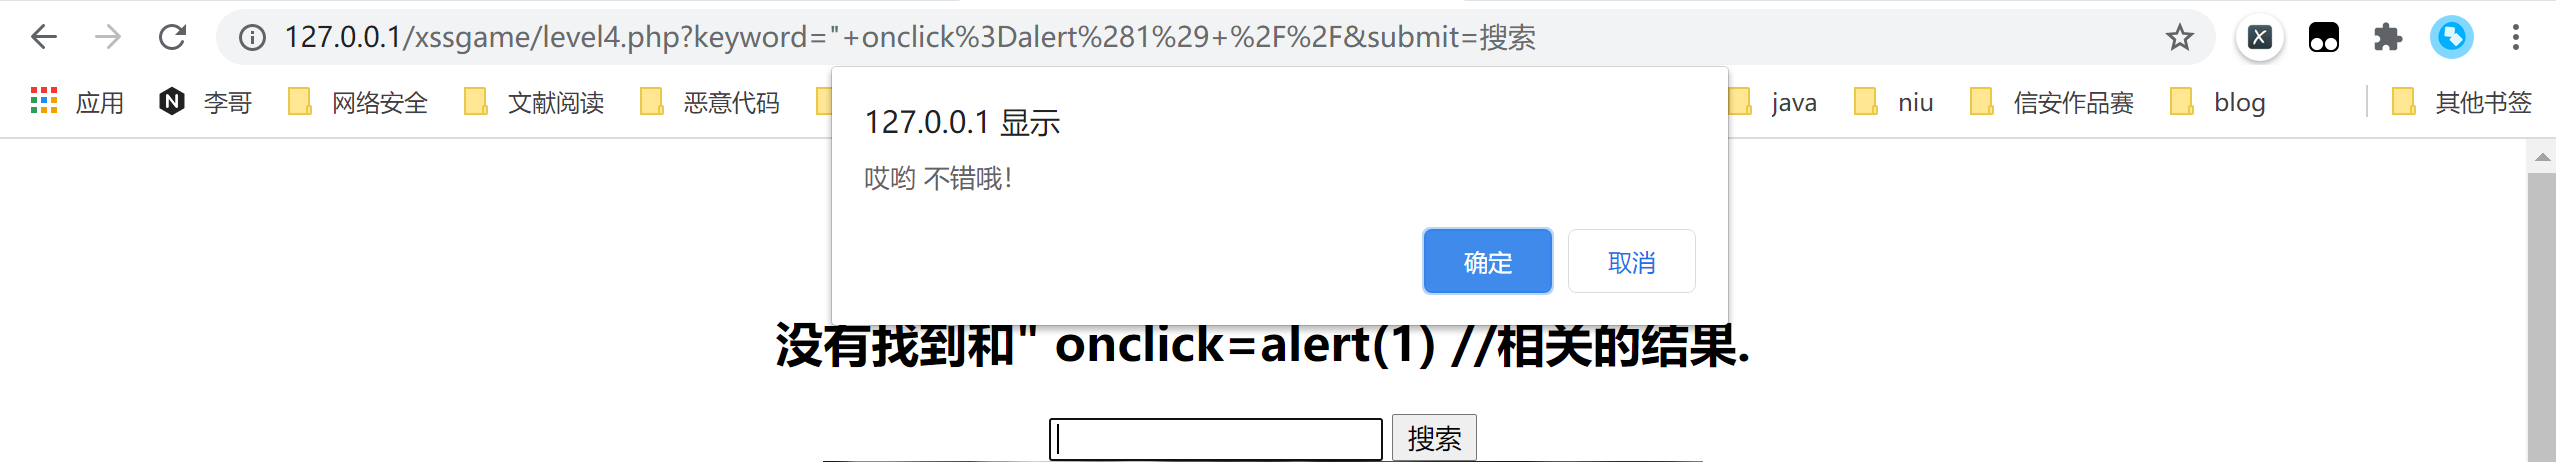 127.0.0.1/xssgame/level4.php?keyword="+onclick%3Dalert%281%29+%2F%2F&submit=搜索
应用 李哥 网络安全 文献阅读 恶意代码 java niu 信安作品赛 blog 其他书签
127.0.0.1 显示
哎哟 不错哦!
确定 取消
没有找到和" onclick=alert(1) //相关的结果.
搜索